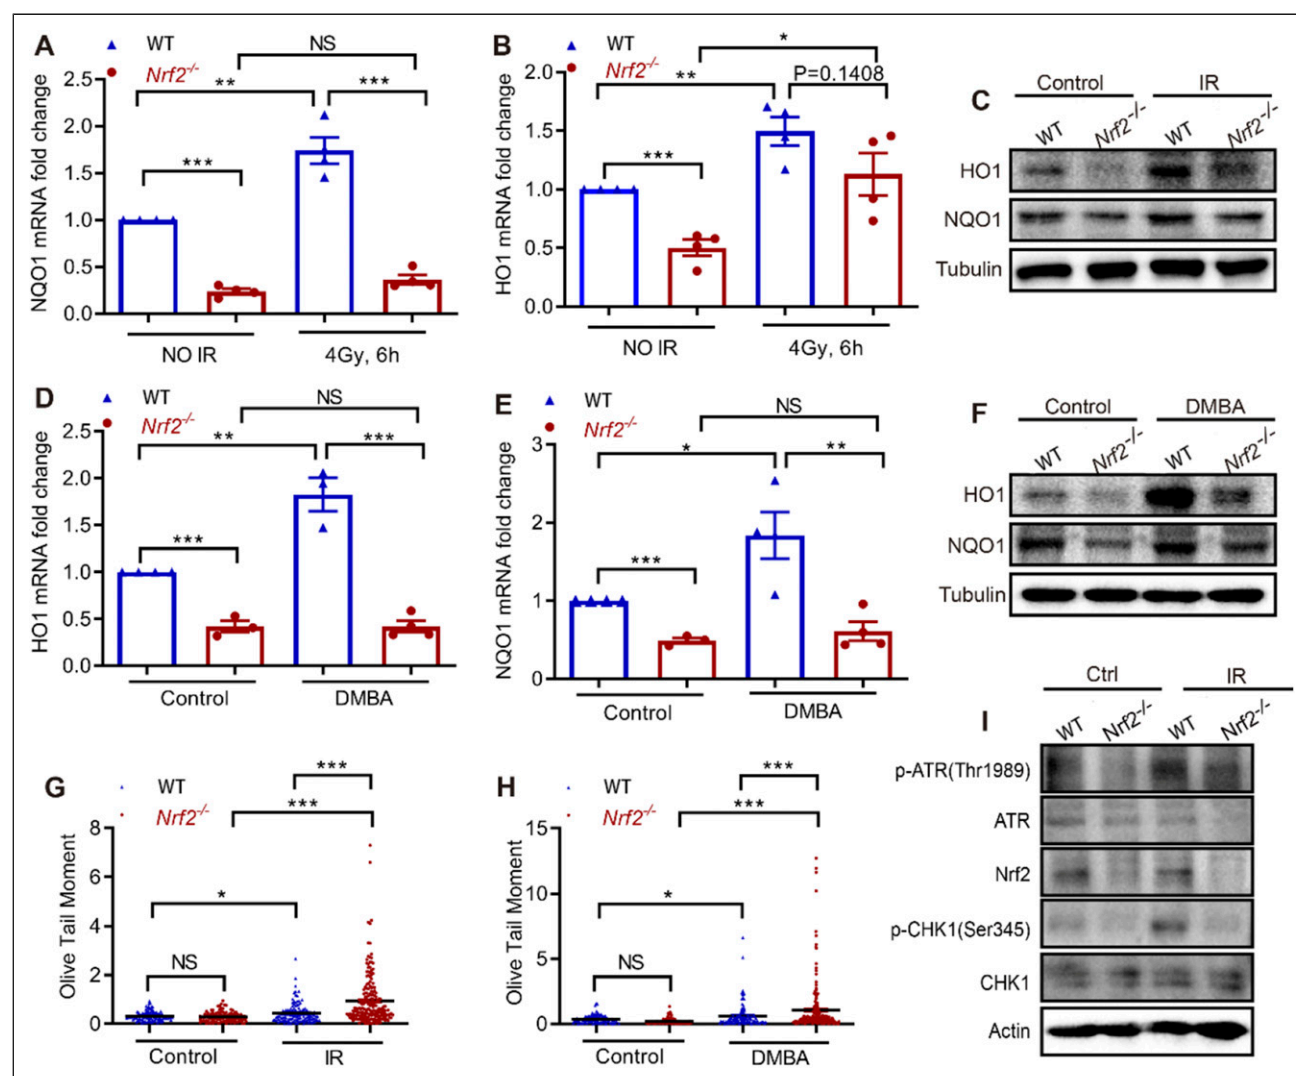 A
WT
Nrf2-/-
NS
**
***
***
NQO1 mRNA fold change
2.5
2.0
1.5
1.0
0.5
0.0
NO IR
4Gy, 6h
B
WT
Nrf2-/-
*
**
P=0.1408
***
HO1 mRNA fold change
2.0
1.5
1.0
0.5
0.0
NO IR
4Gy, 6h
C
Control
IR
WT
Nrf2-/-
WT
Nrf2-/-
HO1
NQO1
Tubulin
D
WT
Nrf2-/-
NS
**
***
***
HO1 mRNA fold change
2.5
2.0
1.5
1.0
0.5
0.0
Control
DMBA
E
WT
Nrf2-/-
NS
*
**
***
NQO1 mRNA fold change
3
2
1
0
Control
DMBA
F
Control
DMBA
WT
Nrf2-/-
WT
Nrf2-/-
HO1
NQO1
Tubulin
G
WT
Nrf2-/-
***
***
*
NS
Olive Tail Moment
8
6
4
2
0
Control
IR
H
WT
Nrf2-/-
***
***
*
NS
Olive Tail Moment
15
10
5
0
Control
DMBA
I
Ctrl
IR
WT
Nrf2-/-
WT
Nrf2-/-
p-ATR(Thr1989)
ATR
Nrf2
p-CHK1(Ser345)
CHK1
Actin